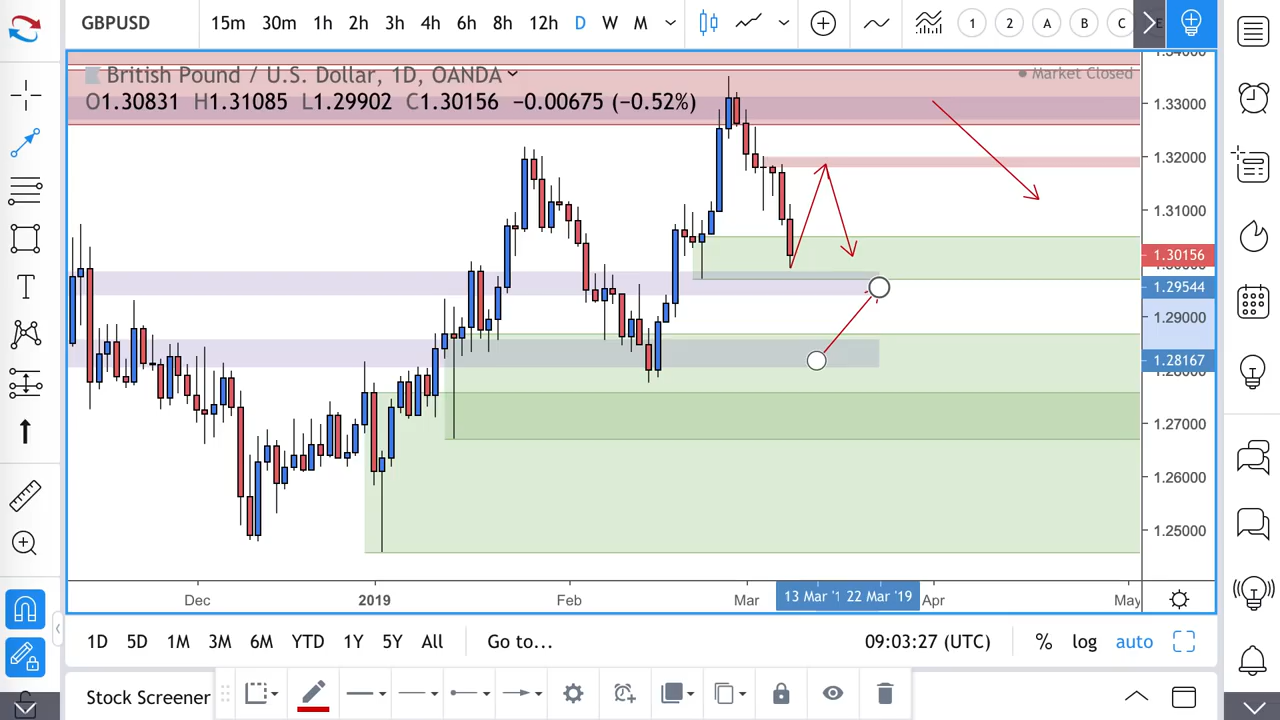 GBPUSD 15m 30m 1h 2h 3h 4h 6h 8h 12h D W M 1 2 A B C
British Pound / U.S. Dollar, 1D, OANDA Market Closed
O1.30831 H1.31085 L1.29902 C1.30156 −0.00675 (−0.52%)
1.33000
1.32000
1.31000
1.30156
1.29544
1.29000
1.28167
1.27000
1.26000
1.25000
Dec 2019 Feb Mar 13 Mar '1 22 Mar '19 Apr May
1D 5D 1M 3M 6M YTD 1Y 5Y All Go to... 09:03:27 (UTC) % log auto
Stock Screener
T